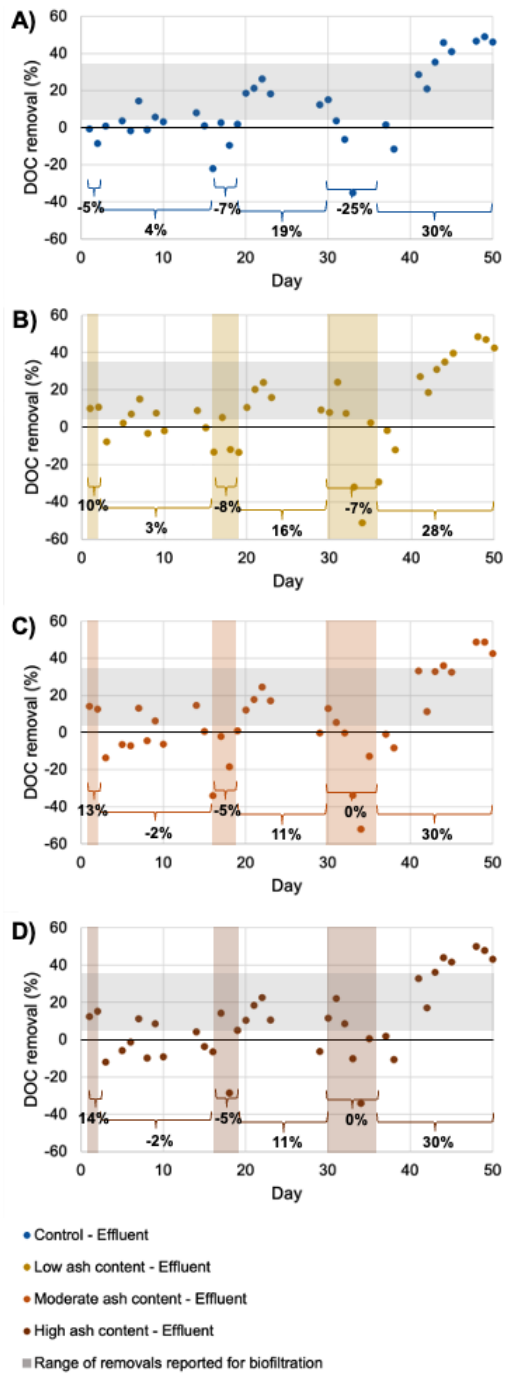 A)
DOC removal (%)
60
40
20
0
-20
-40
-60
-5%
4%
-7%
19%
-25%
30%
0 10 20 30 40 50
Day
B)
DOC removal (%)
60
40
20
0
-20
-40
-60
10%
3%
-8%
16%
-7%
28%
0 10 20 30 40 50
Day
C)
DOC removal (%)
60
40
20
0
-20
-40
-60
13%
-2%
-5%
11%
0%
30%
0 10 20 30 40 50
Day
D)
DOC removal (%)
60
40
20
0
-20
-40
-60
14%
-2%
-5%
11%
0%
30%
0 10 20 30 40 50
Day
Control - Effluent
Low ash content - Effluent
Moderate ash content - Effluent
High ash content - Effluent
Range of removals reported for biofiltration